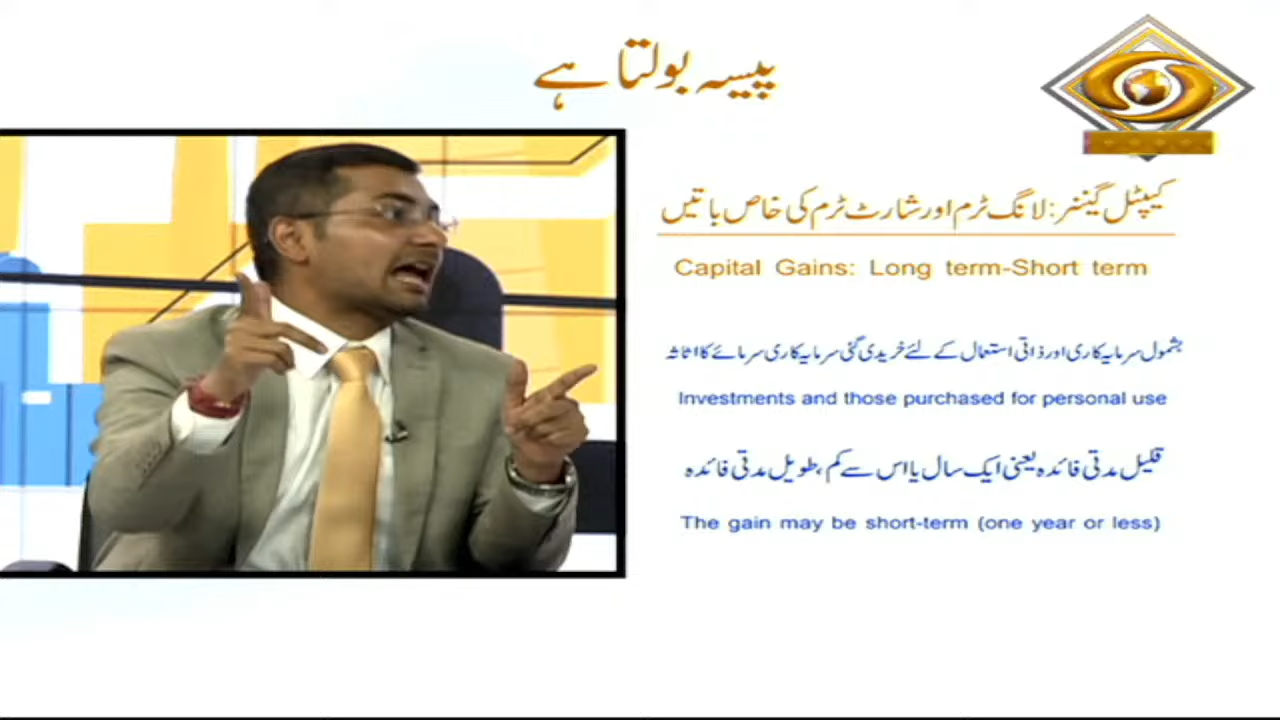 پیسہ بولتا ہے
کیپٹل گینز: لانگ ٹرم اور شارٹ ٹرم کی خاص باتیں
Capital Gains: Long term-Short term
بشمول سرمایہ کاری اور ذاتی استعمال کے لئے خریدی گئی سرمایہ کاری سرمائے کا اثاثہ
Investments and those purchased for personal use
قلیل مدتی فائدہ یعنی ایک سال یا اس سے کم، طویل مدتی فائدہ
The gain may be short-term (one year or less)